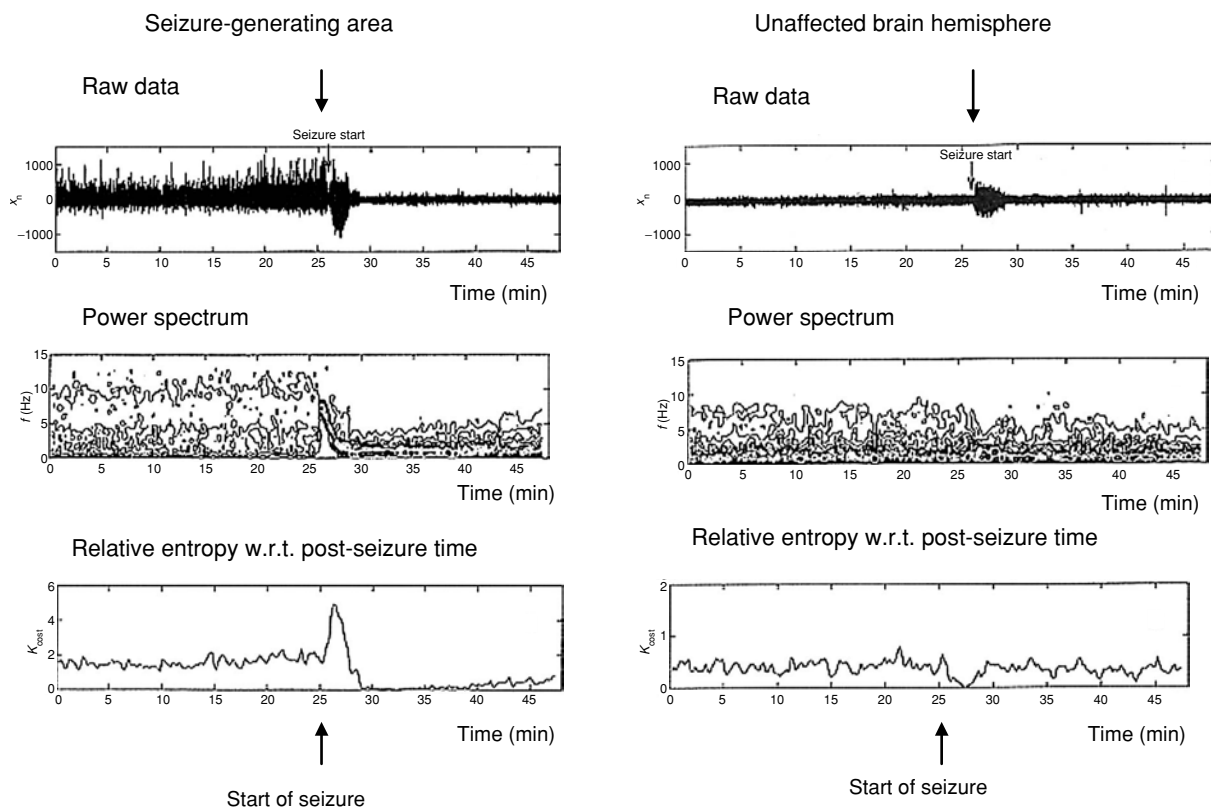 Seizure-generating area
Raw data
Seizure start
1000
0
−1000
x_n
0 5 10 15 20 25 30 35 40 45
Time (min)
Power spectrum
15
10
5
0
f (Hz)
0 5 10 15 20 25 30 35 40 45
Time (min)
Relative entropy w.r.t. post-seizure time
6
4
2
0
K_cost
0 5 10 15 20 25 30 35 40 45
Time (min)
Start of seizure
Unaffected brain hemisphere
Raw data
Seizure start
1000
0
−1000
x_n
0 5 10 15 20 25 30 35 40 45
Time (min)
Power spectrum
15
10
5
0
f (Hz)
0 5 10 15 20 25 30 35 40 45
Time (min)
Relative entropy w.r.t. post-seizure time
2
1
0
K_cost
0 5 10 15 20 25 30 35 40 45
Time (min)
Start of seizure